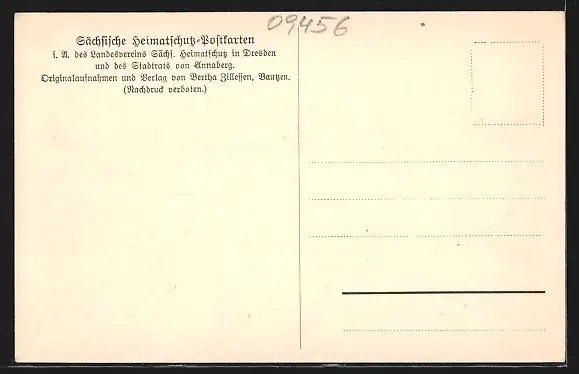 09456
Sächsische Heimatschutz-Postkarten
i. A. des Landesvereins Sächs. Heimatschutz in Dresden
und des Stadtrats von Annaberg.
Originalaufnahmen und Verlag von Bertha Zillessen, Bautzen.
(Nachdruck verboten.)